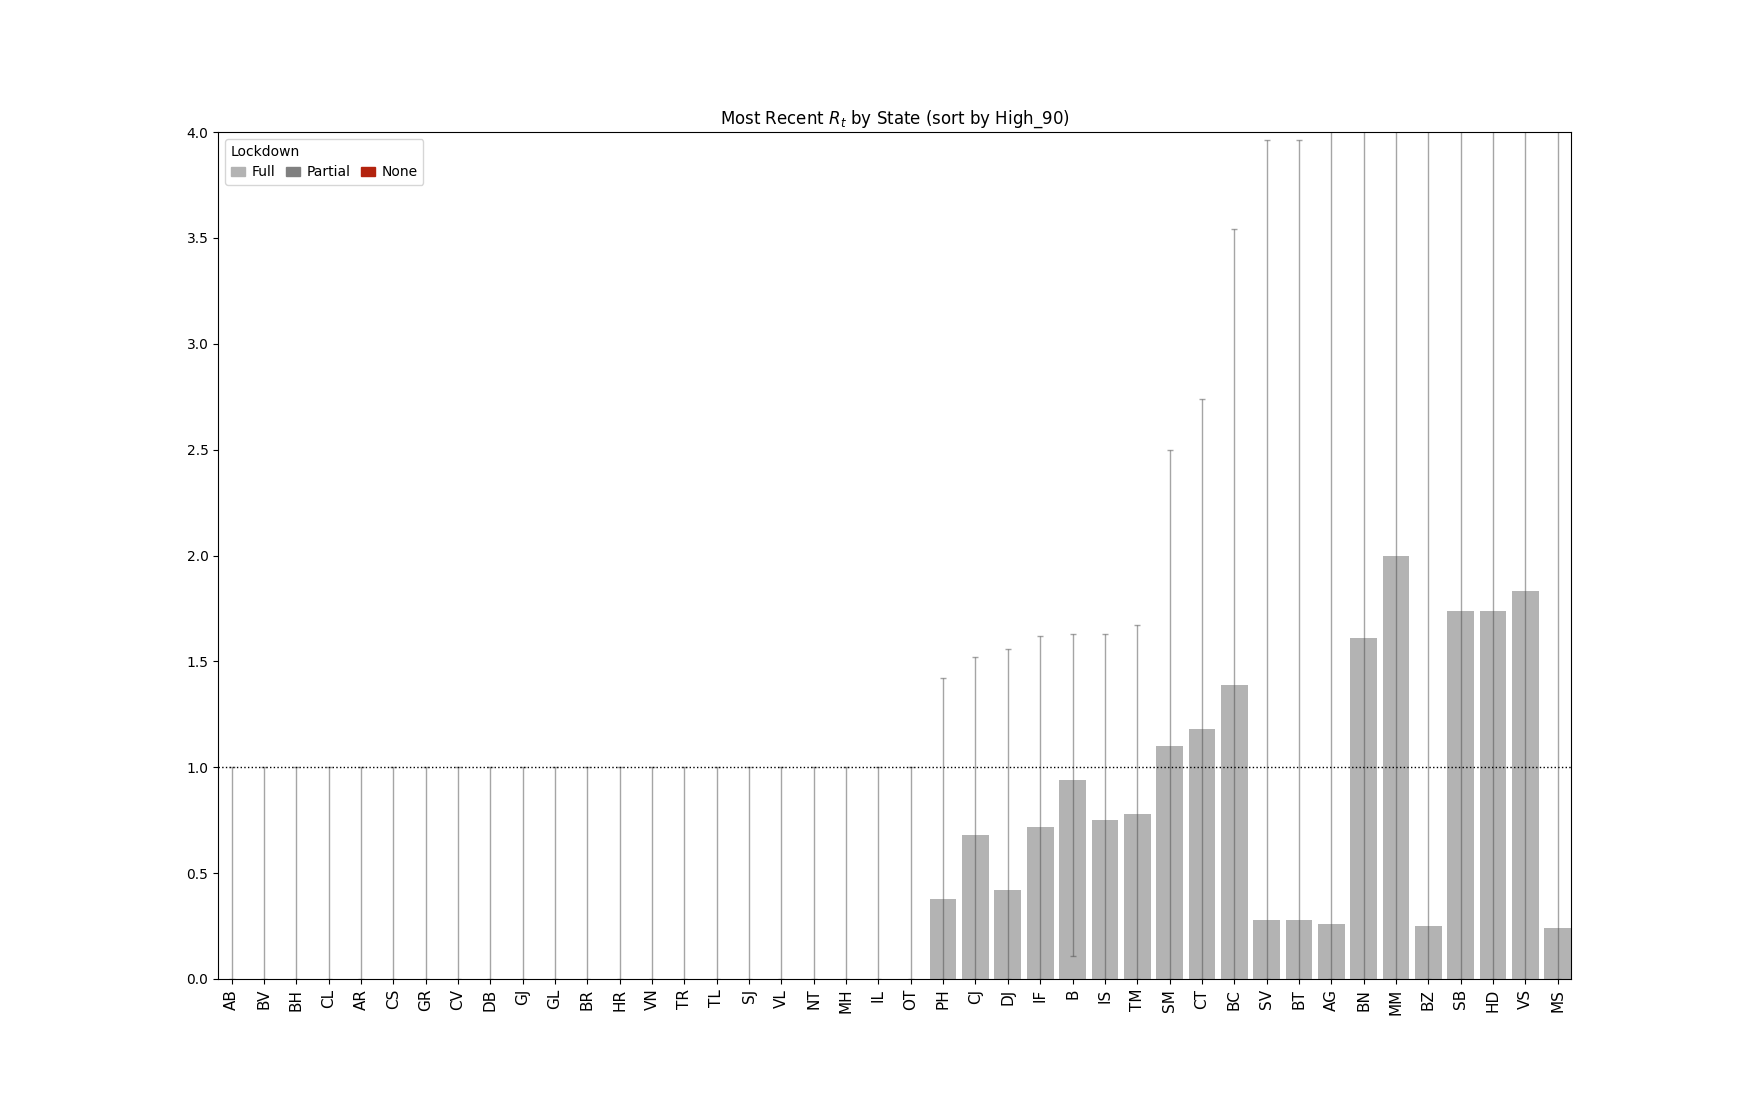 Most Recent R_t by State (sort by High_90)
4.0
3.5
3.0
2.5
2.0
1.5
1.0
0.5
0.0
Lockdown
Full Partial None
AB BV BH CL AR CS GR CV DB GJ GL BR HR VN TR TL SJ VL NT MH IL OT PH CJ DJ IF B IS TM SM CT BC SV BT AG BN MM BZ SB HD VS MS